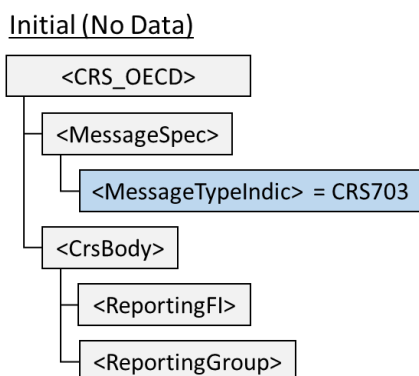 Initial (No Data)
<CRS_OECD>
<MessageSpec>
<MessageTypeIndic> = CRS703
<CrsBody>
<ReportingFI>
<ReportingGroup>